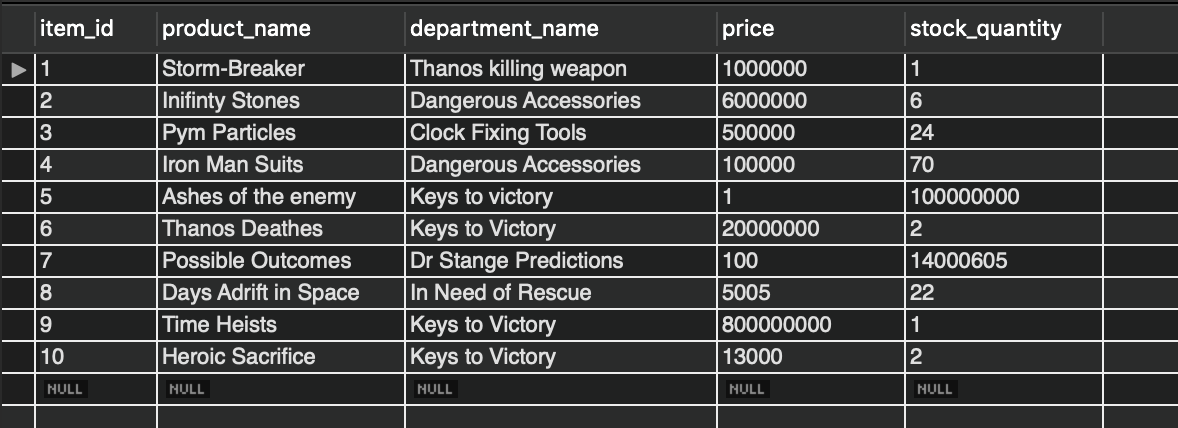 item_id product_name department_name price stock_quantity
1 Storm-Breaker Thanos killing weapon 1000000 1
2 Inifinty Stones Dangerous Accessories 6000000 6
3 Pym Particles Clock Fixing Tools 500000 24
4 Iron Man Suits Dangerous Accessories 100000 70
5 Ashes of the enemy Keys to victory 1 100000000
6 Thanos Deathes Keys to Victory 20000000 2
7 Possible Outcomes Dr Stange Predictions 100 14000605
8 Days Adrift in Space In Need of Rescue 5005 22
9 Time Heists Keys to Victory 800000000 1
10 Heroic Sacrifice Keys to Victory 13000 2
NULL NULL NULL NULL NULL